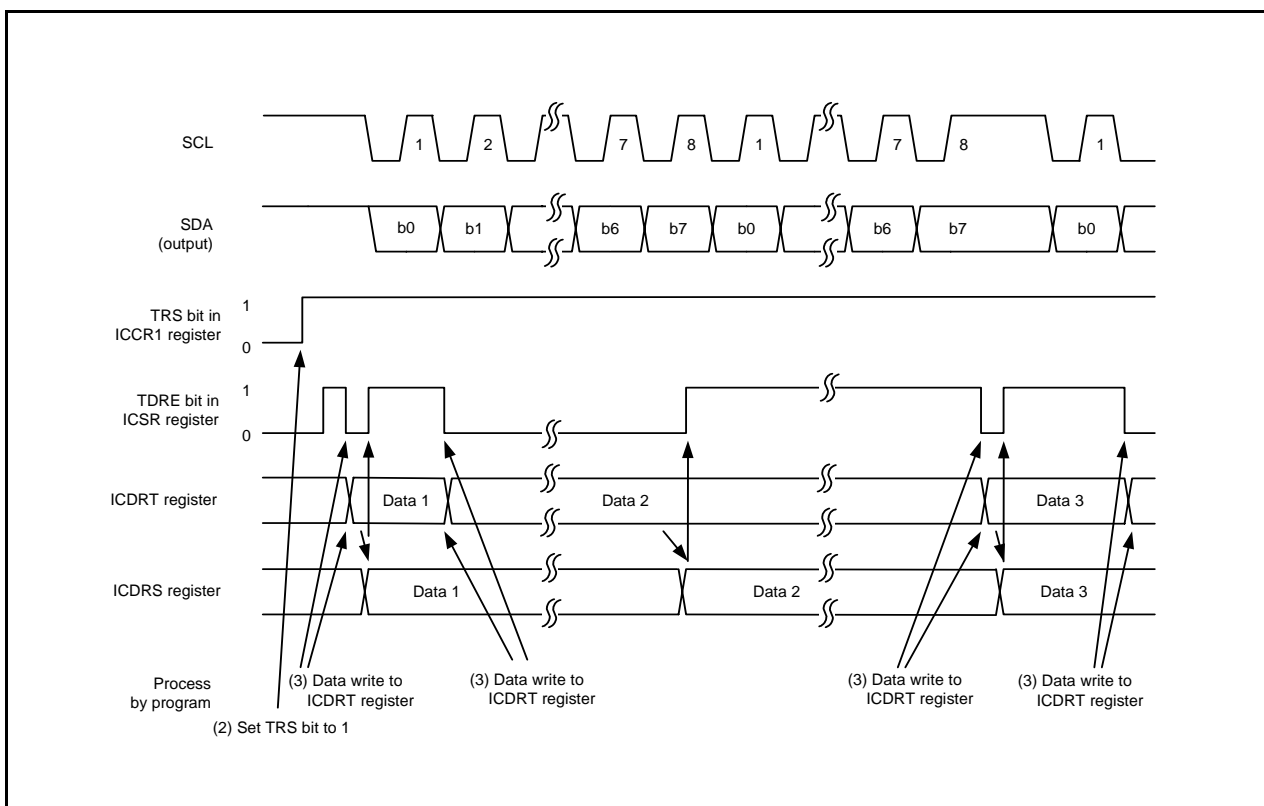 SCL
1
2
7
8
1
7
8
1
SDA
(output)
b0
b1
b6
b7
b0
b6
b7
b0
TRS bit in
ICCR1 register
1
0
TDRE bit in
ICSR register
1
0
ICDRT register
Data 1
Data 2
Data 3
ICDRS register
Data 1
Data 2
Data 3
Process
by program
(3) Data write to
ICDRT register
(3) Data write to
ICDRT register
(3) Data write to
ICDRT register
(3) Data write to
ICDRT register
(2) Set TRS bit to 1